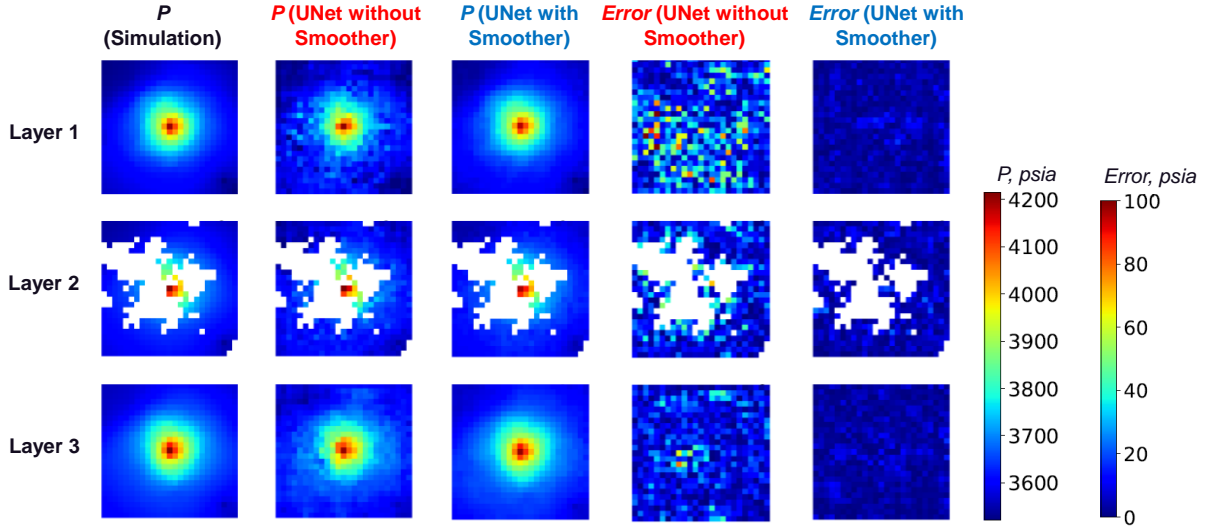 P
(Simulation)
P (UNet without
Smoother)
P (UNet with
Smoother)
Error (UNet without
Smoother)
Error (UNet with
Smoother)
Layer 1
Layer 2
Layer 3
P, psia
4200
4100
4000
3900
3800
3700
3600
Error, psia
100
80
60
40
20
0